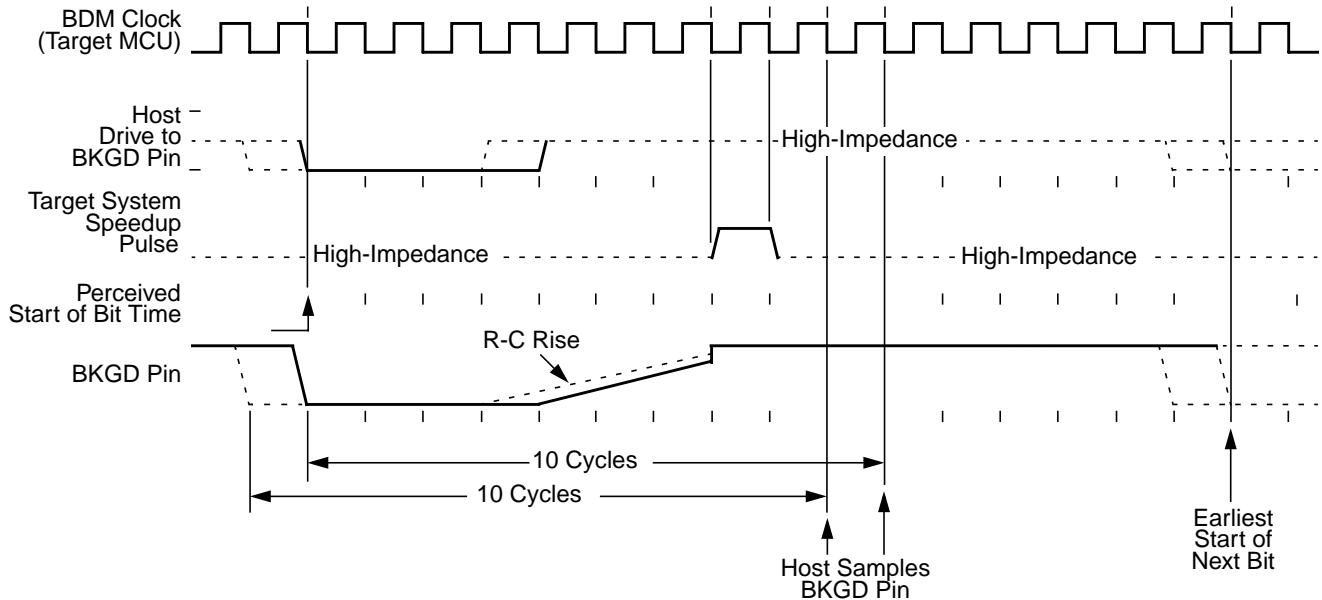 BDM Clock
(Target MCU)
Host
Drive to
BKGD Pin
High-Impedance
Target System
Speedup
Pulse
High-Impedance
High-Impedance
Perceived
Start of Bit Time
R-C Rise
BKGD Pin
10 Cycles
10 Cycles
Host Samples
BKGD Pin
Earliest
Start of
Next Bit